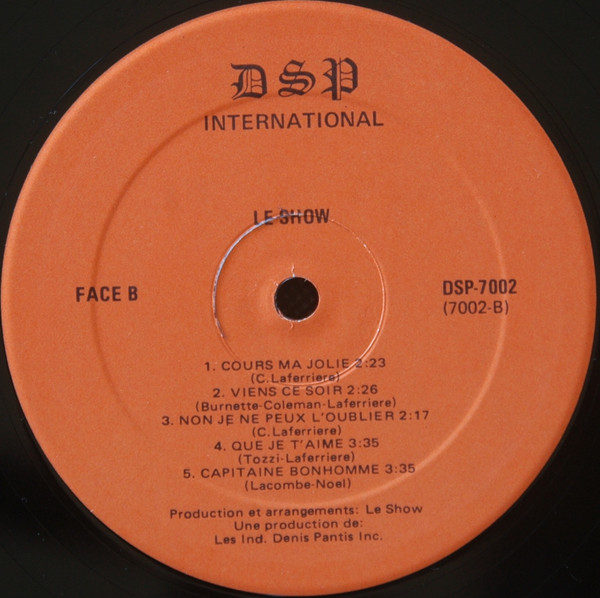 DSP
INTERNATIONAL
LE SHOW
FACE B
DSP-7002
(7002-B)
1. COURS MA JOLIE 2:23
(C.Laferriere)
2. VIENS CE SOIR 2:26
(Burnette-Coleman-Laferriere)
3. NON JE NE PEUX L'OUBLIER 2:17
(C.Laferriere)
4. QUE JE T'AIME 3:35
(Tozzi-Laferriere)
5. CAPITAINE BONHOMME 3:35
(Lacombe-Noel)
Production et arrangements: Le Show
Une production de:
Les Ind. Denis Pantis Inc.